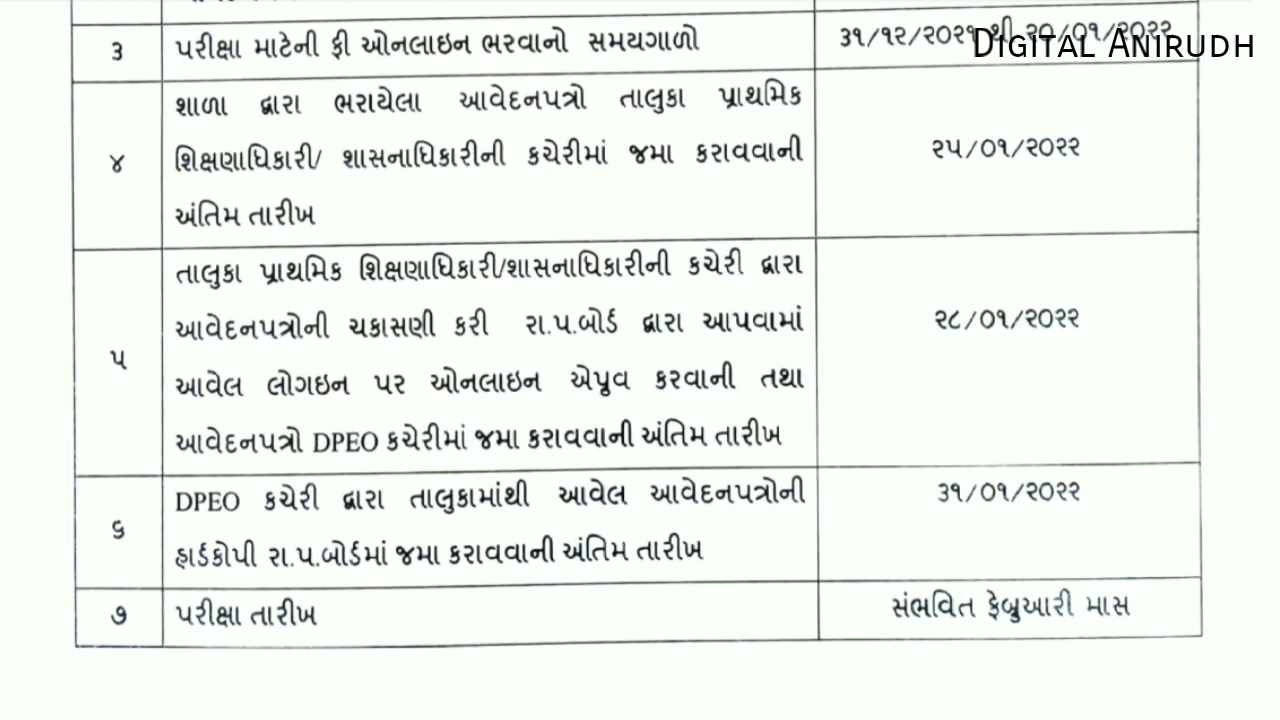 ૩ પરીક્ષા માટેની ફી ઓનલાઇન ભરવાનો સમયગાળો ૩૧/૧૨/૨૦૨૧ થી ૨૦/૦૧/૨૦૨૨
DIGITAL ANIRUDH
શાળા દ્વારા ભરાયેલા આવેદનપત્રો તાલુકા પ્રાથમિક
૪ શિક્ષણાધિકારી/ શાસનાધિકારીની કચેરીમાં જમા કરાવવાની ૨૫/૦૧/૨૦૨૨
અંતિમ તારીખ
તાલુકા પ્રાથમિક શિક્ષણાધિકારી/શાસનાધિકારીની કચેરી દ્વારા
આવેદનપત્રોની ચકાસણી કરી રા.પ.બોર્ડ દ્વારા આપવામાં ૨૮/૦૧/૨૦૨૨
૫ આવેલ લોગઇન પર ઓનલાઇન એપ્રુવ કરવાની તથા
આવેદનપત્રો DPEO કચેરીમાં જમા કરાવવાની અંતિમ તારીખ
DPEO કચેરી દ્વારા તાલુકામાંથી આવેલ આવેદનપત્રોની ૩૧/૦૧/૨૦૨૨
૬ હાર્ડકોપી રા.પ.બોર્ડમાં જમા કરાવવાની અંતિમ તારીખ
૭ પરીક્ષા તારીખ સંભવિત ફેબ્રુઆરી માસ